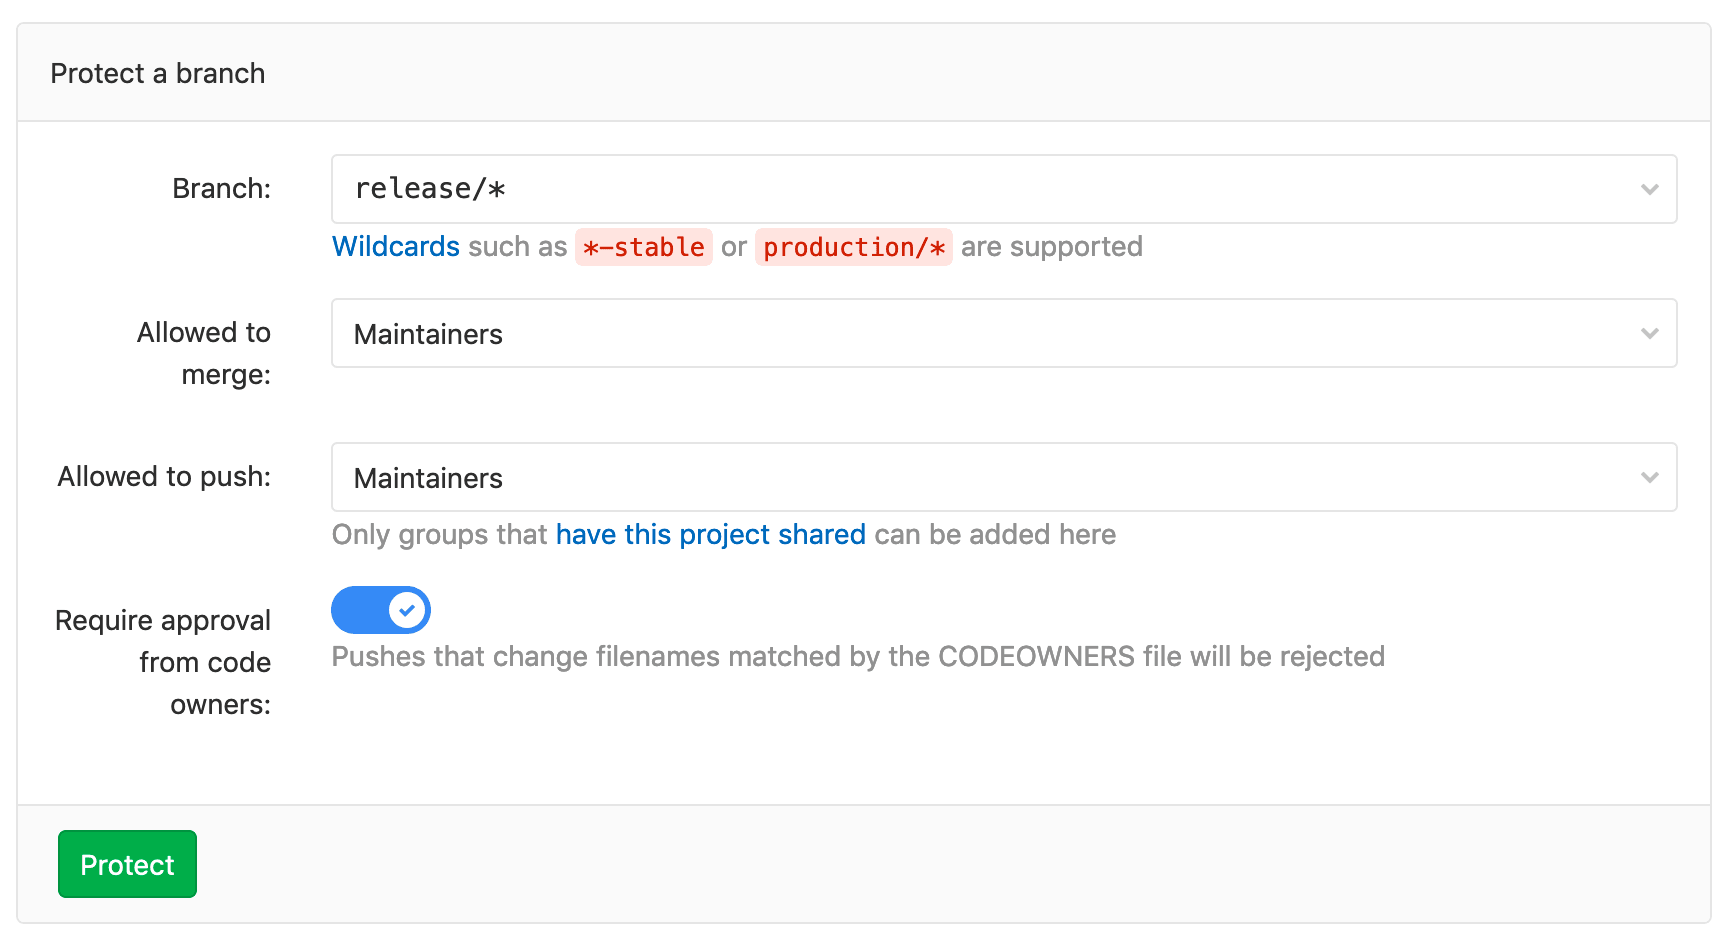 Protect a branch
Branch:
release/*
Wildcards such as *-stable or production/* are supported
Allowed to
merge:
Maintainers
Allowed to push:
Maintainers
Only groups that have this project shared can be added here
Require approval
from code
owners:
Pushes that change filenames matched by the CODEOWNERS file will be rejected
Protect